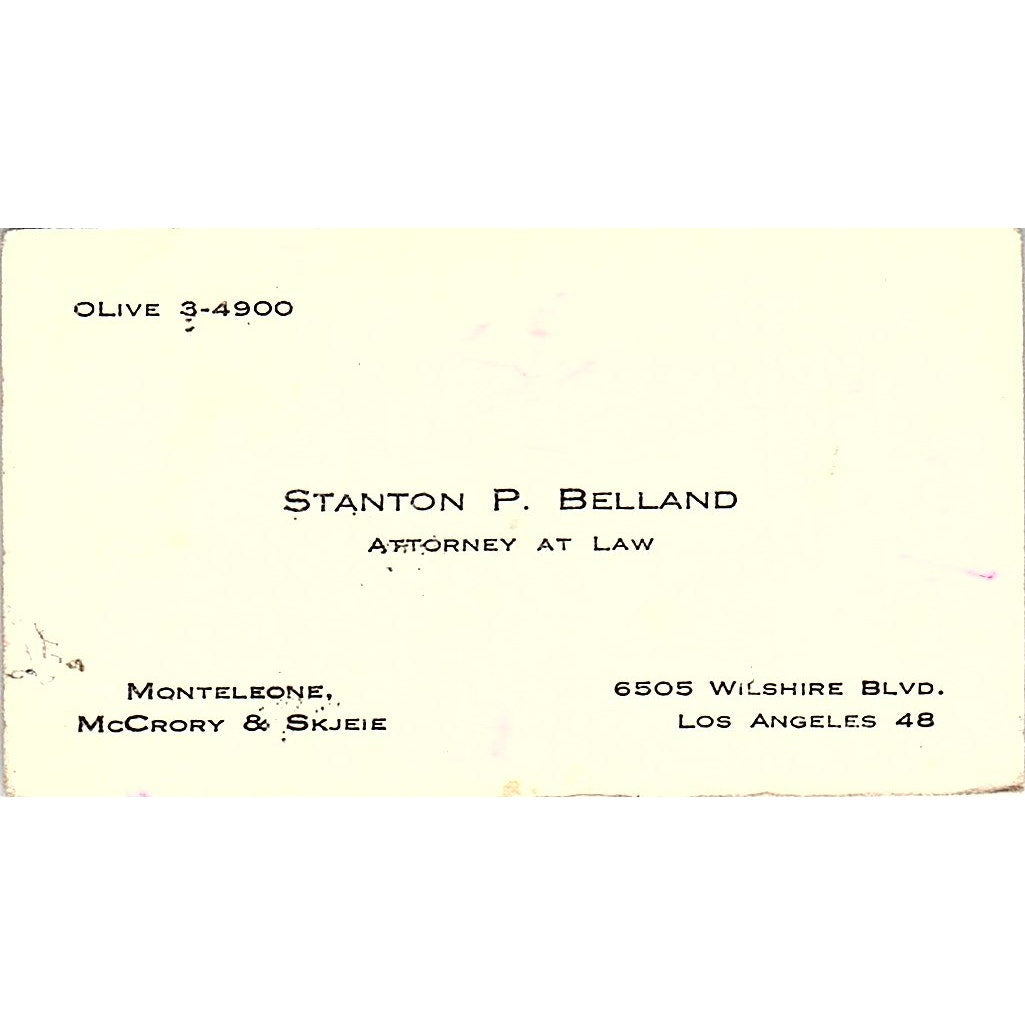 OLIVE 3-4900
STANTON P. BELLAND
ATTORNEY AT LAW
MONTELEONE,
MCCRORY & SKJEIE
6505 WILSHIRE BLVD.
LOS ANGELES 48